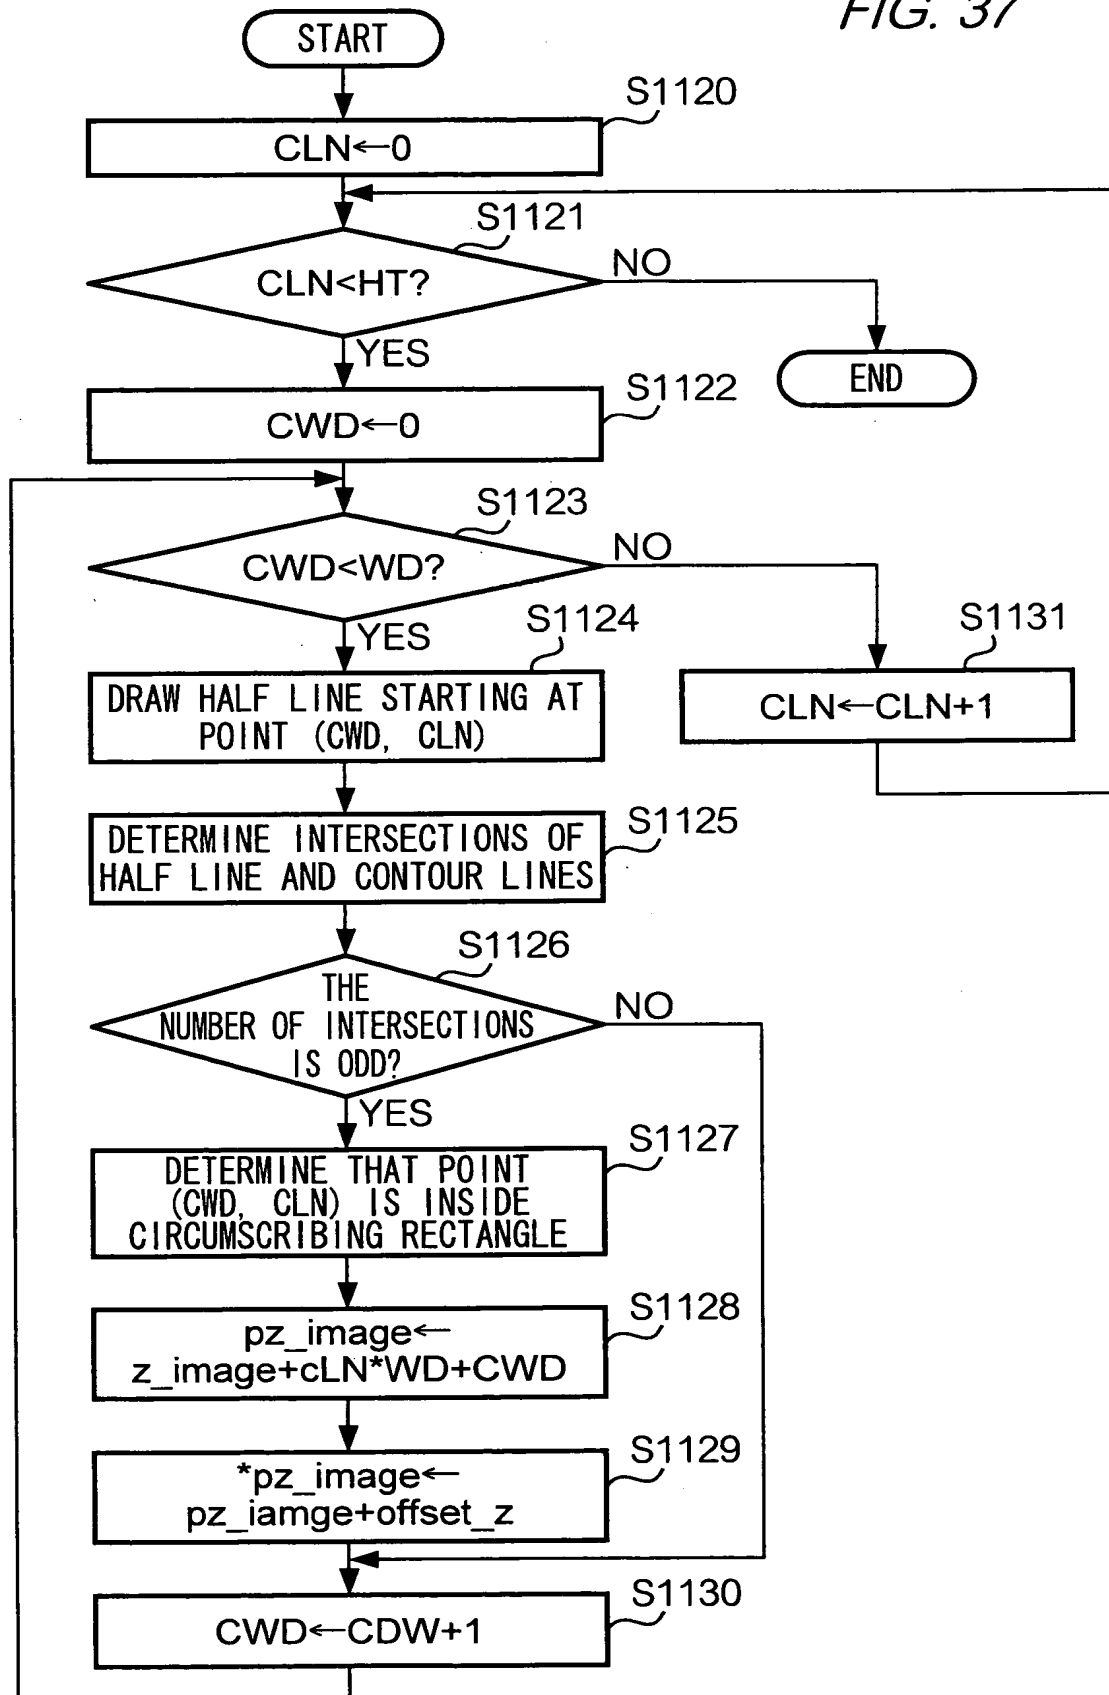 FIG. 37
START
S1120
CLN←0
S1121
CLN<HT?
NO
YES
END
S1122
CWD←0
S1123
CWD<WD?
NO
YES
S1124
DRAW HALF LINE STARTING AT
POINT (CWD, CLN)
S1131
CLN←CLN+1
S1125
DETERMINE INTERSECTIONS OF
HALF LINE AND CONTOUR LINES
S1126
THE
NUMBER OF INTERSECTIONS
IS ODD?
NO
YES
S1127
DETERMINE THAT POINT
(CWD, CLN) IS INSIDE
CIRCUMSCRIBING RECTANGLE
S1128
pz_image←
z_image+cLN*WD+CWD
S1129
*pz_image←
pz_iamge+offset_z
S1130
CWD←CDW+1